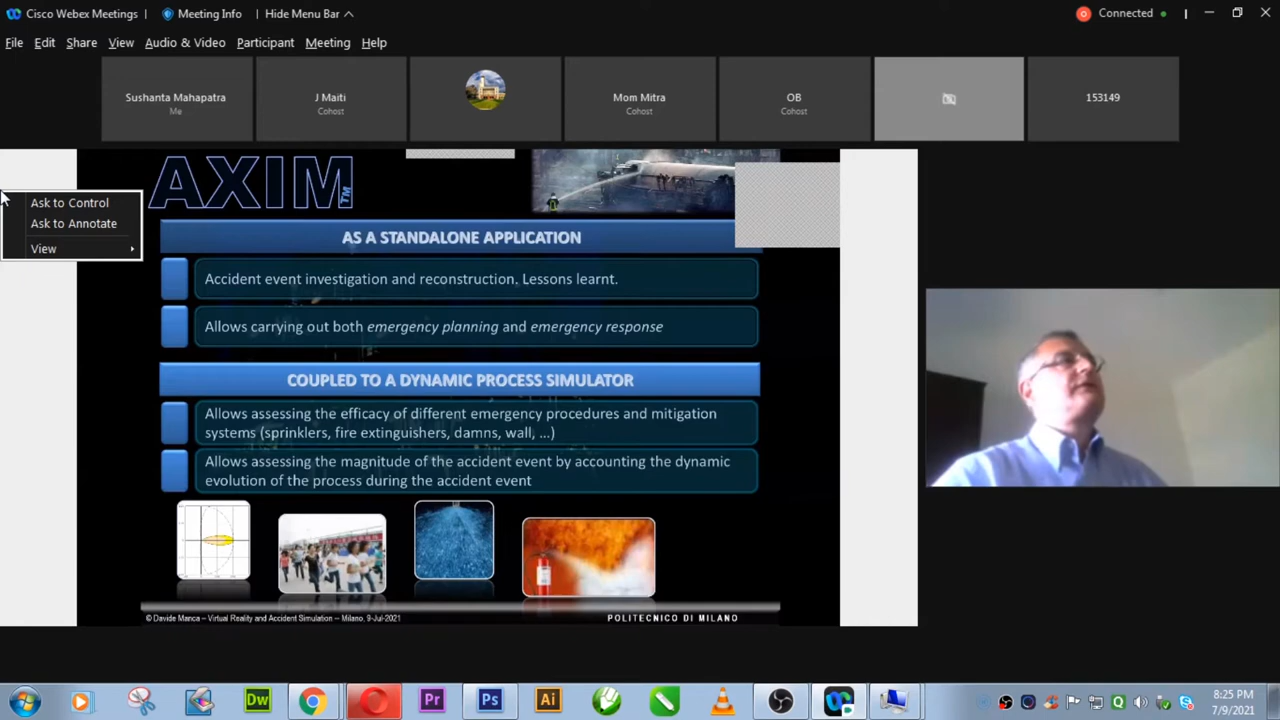 Cisco Webex Meetings | Meeting Info | Hide Menu Bar
Connected
File Edit Share View Audio & Video Participant Meeting Help
Sushanta Mahapatra
Me
J Maiti
Cohost
Mom Mitra
Cohost
OB
Cohost
153149
AXIM™
Ask to Control
Ask to Annotate
View
AS A STANDALONE APPLICATION
Accident event investigation and reconstruction. Lessons learnt.
Allows carrying out both emergency planning and emergency response
COUPLED TO A DYNAMIC PROCESS SIMULATOR
Allows assessing the efficacy of different emergency procedures and mitigation
systems (sprinklers, fire extinguishers, damns, wall, ...)
Allows assessing the magnitude of the accident event by accounting the dynamic
evolution of the process during the accident event
© Davide Manca – Virtual Reality and Accident Simulation – Milano, 9-Jul-2021
POLITECNICO DI MILANO
Dw
Pr
Ps
Ai
8:25 PM
7/9/2021